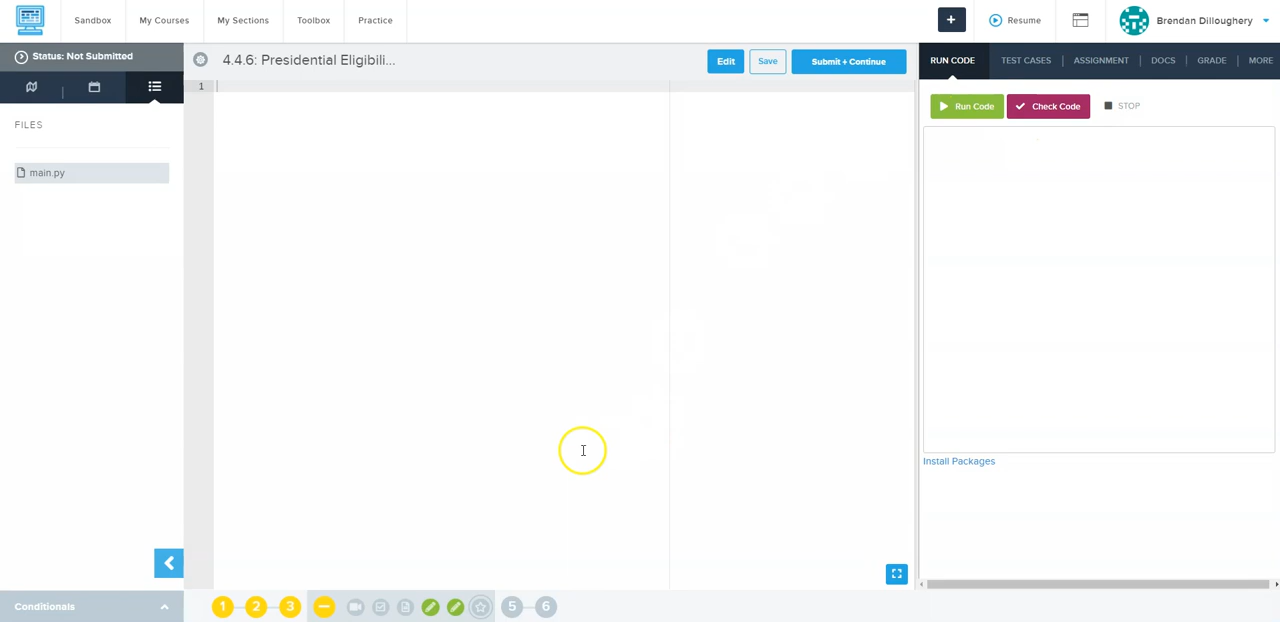 Sandbox
My Courses
My Sections
Toolbox
Practice
+
Resume
Brendan Dilloughery
Status: Not Submitted
4.4.6: Presidential Eligibili...
Edit
Save
Submit + Continue
RUN CODE
TEST CASES
ASSIGNMENT
DOCS
GRADE
MORE
FILES
main.py
1
Run Code
Check Code
STOP
Install Packages
Conditionals
1
2
3
5
6